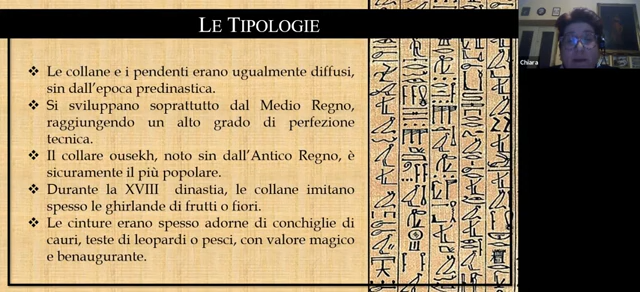 LE TIPOLOGIE
❖ Le collane e i pendenti erano ugualmente diffusi,
sin dall'epoca predinastica.
❖ Si sviluppano soprattutto dal Medio Regno,
raggiungendo un alto grado di perfezione
tecnica.
❖ Il collare ousekh, noto sin dall'Antico Regno, è
sicuramente il più popolare.
❖ Durante la XVIII dinastia, le collane imitano
spesso le ghirlande di frutti o fiori.
❖ Le cinture erano spesso adorne di conchiglie di
cauri, teste di leopardi o pesci, con valore magico
e benaugurante.
Chiara